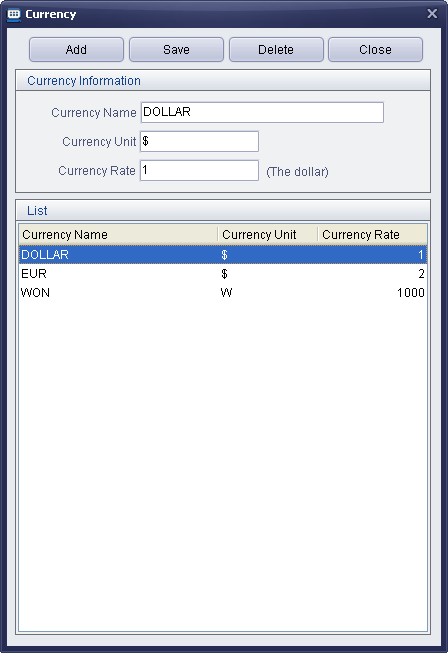 Currency
Add Save Delete Close
Currency Information
Currency Name DOLLAR
Currency Unit $
Currency Rate 1 (The dollar)
List
Currency Name Currency Unit Currency Rate
DOLLAR $ 1
EUR $ 2
WON W 1000